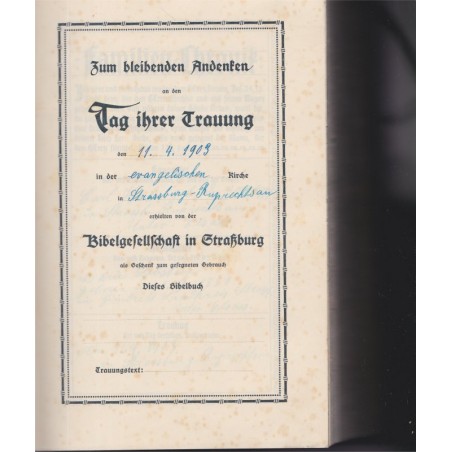 Zum bleibenden Andenken
an den
Tag ihrer Trauung
den 11. 4. 1903
in der evangelischen Kirche
in Strassburg-Ruprechtsau
erhielten von der
Bibelgesellschaft in Straßburg
als Geschenk zum gesegneten Gebrauch
Dieses Bibelbuch
Trauungstext: